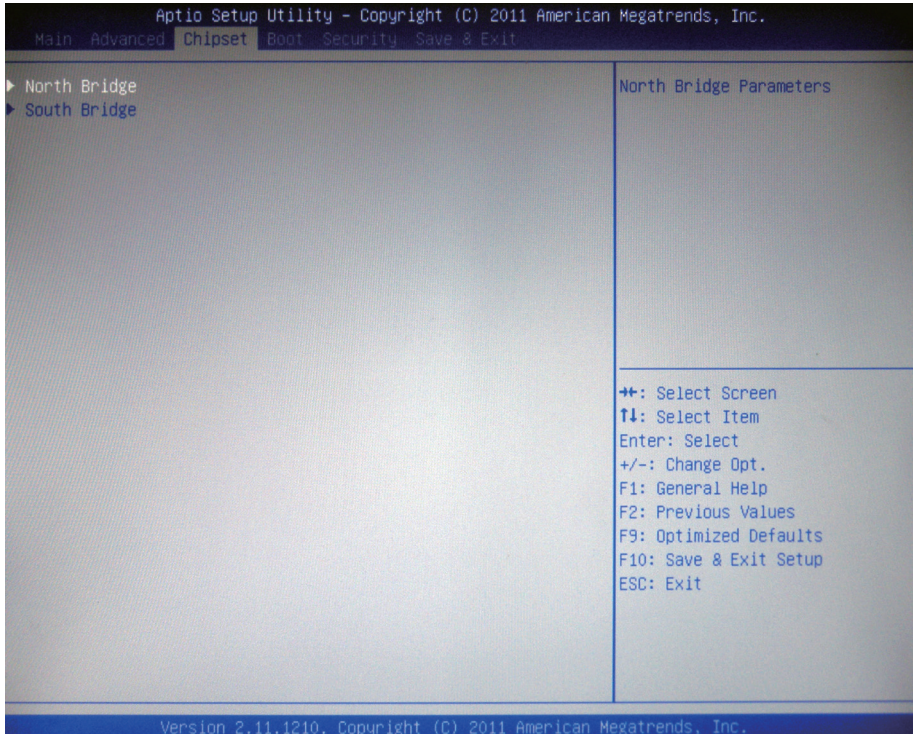 Aptio Setup Utility – Copyright (C) 2011 American Megatrends, Inc.
Main Advanced Chipset Boot Security Save & Exit
▶ North Bridge
▶ South Bridge
North Bridge Parameters
→←: Select Screen
↑↓: Select Item
Enter: Select
+/-: Change Opt.
F1: General Help
F2: Previous Values
F9: Optimized Defaults
F10: Save & Exit Setup
ESC: Exit
Version 2.11.1210. Copyright (C) 2011 American Megatrends, Inc.